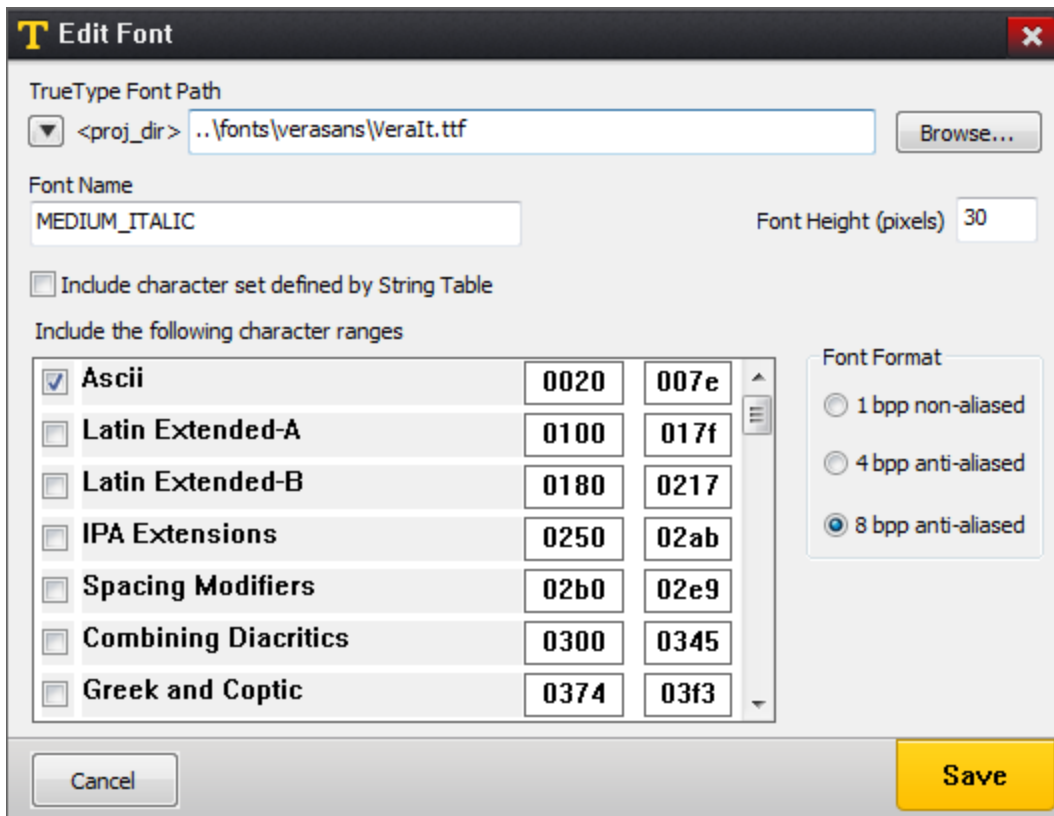 T Edit Font
TrueType Font Path
<proj_dir> ..\fonts\verasans\VeraIt.ttf Browse...
Font Name
MEDIUM_ITALIC Font Height (pixels) 30
Include character set defined by String Table
Include the following character ranges
Ascii 0020 007e
Latin Extended-A 0100 017f
Latin Extended-B 0180 0217
IPA Extensions 0250 02ab
Spacing Modifiers 02b0 02e9
Combining Diacritics 0300 0345
Greek and Coptic 0374 03f3
Font Format
1 bpp non-aliased
4 bpp anti-aliased
8 bpp anti-aliased
Cancel Save